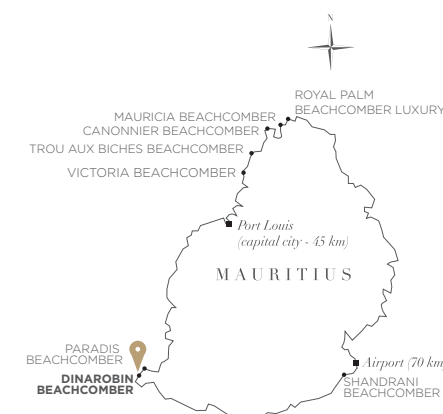 N
ROYAL PALM
BEACHCOMBER LUXURY
MAURICIA BEACHCOMBER
CANONNIER BEACHCOMBER
TROU AUX BICHES BEACHCOMBER
VICTORIA BEACHCOMBER
Port Louis
(capital city - 45 km)
MAURITIUS
PARADIS
BEACHCOMBER
DINAROBIN
BEACHCOMBER
Airport (70 km
SHANDRANI
BEACHCOMBER